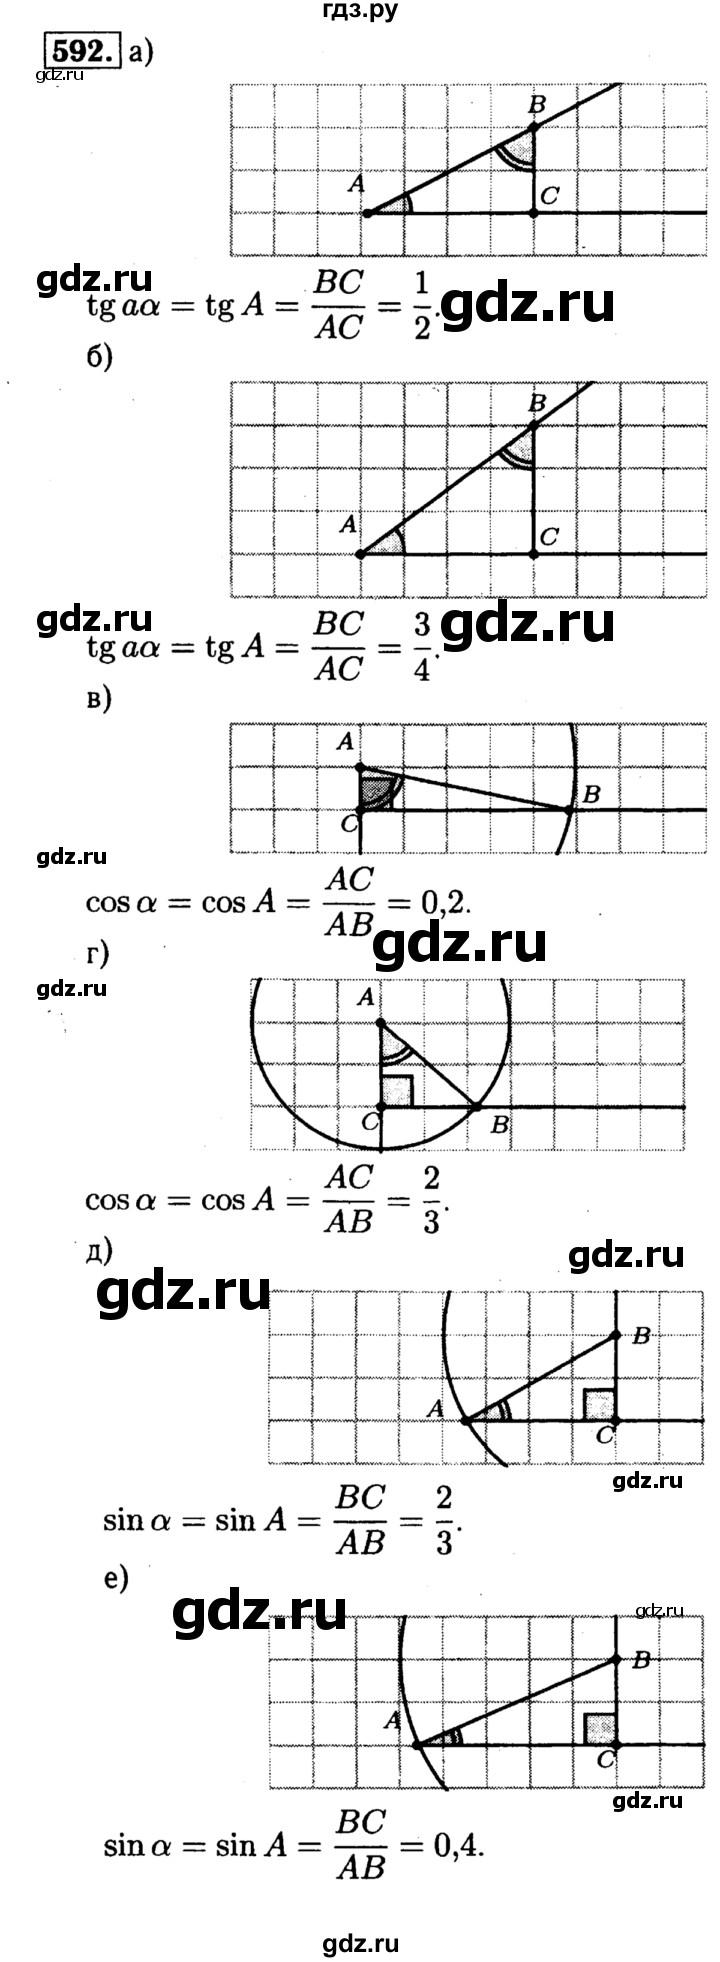 гдз.ру
592. а)
gdz.ru
B
A
C
gdz.ru
tg aα = tg A = BC/AC = 1/2.
gdz.ru
б)
B
A
C
gdz.ru
tg aα = tg A = BC/AC = 3/4.
gdz.ru
в)
A
B
C
gdz.ru
cos α = cos A = AC/AB = 0,2.
gdz.ru
г)
gdz.ru
A
C
B
cos α = cos A = AC/AB = 2/3.
д)
gdz.ru
gdz.ru
B
A
C
gdz.ru
sin α = sin A = BC/AB = 2/3.
е)
gdz.ru
gdz.ru
B
A
C
gdz.ru
sin α = sin A = BC/AB = 0,4.
gdz.ru